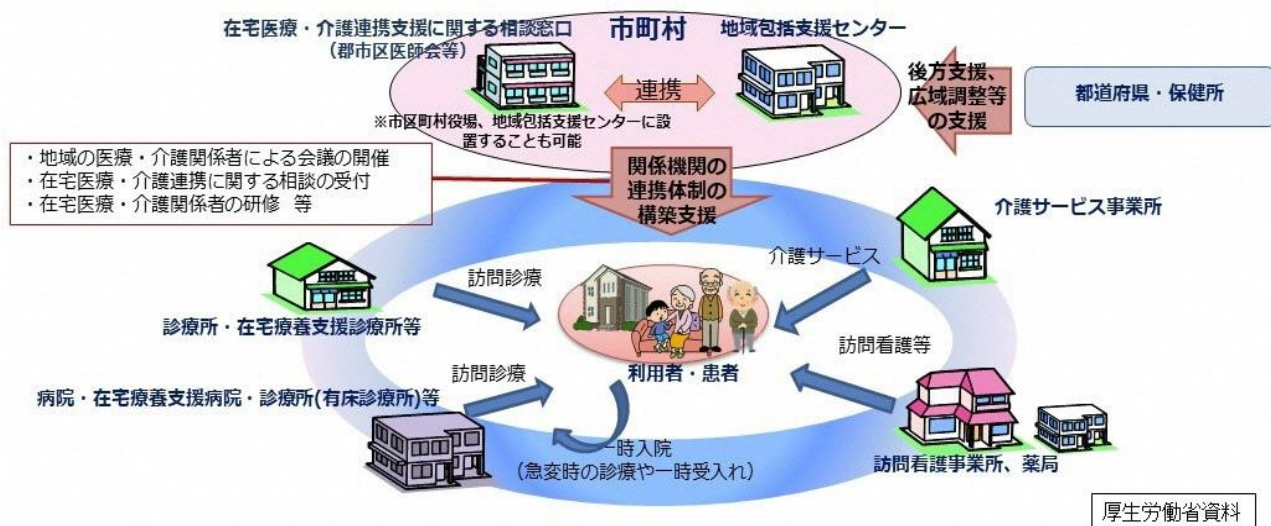 在宅医療・介護連携支援に関する相談窓口
(郡市区医師会等)
市町村
地域包括支援センター
連携
※市区町村役場、地域包括支援センターに設
置することも可能
後方支援、
広域調整等
の支援
都道府県・保健所
・地域の医療・介護関係者による会議の開催
・在宅医療・介護連携に関する相談の受付
・在宅医療・介護関係者の研修 等
関係機関の
連携体制の
構築支援
介護サービス事業所
介護サービス
訪問診療
診療所・在宅療養支援診療所等
利用者・患者
訪問看護等
訪問診療
病院・在宅療養支援病院・診療所(有床診療所)等
一時入院
(急変時の診療や一時受入れ)
訪問看護事業所、薬局
厚生労働省資料